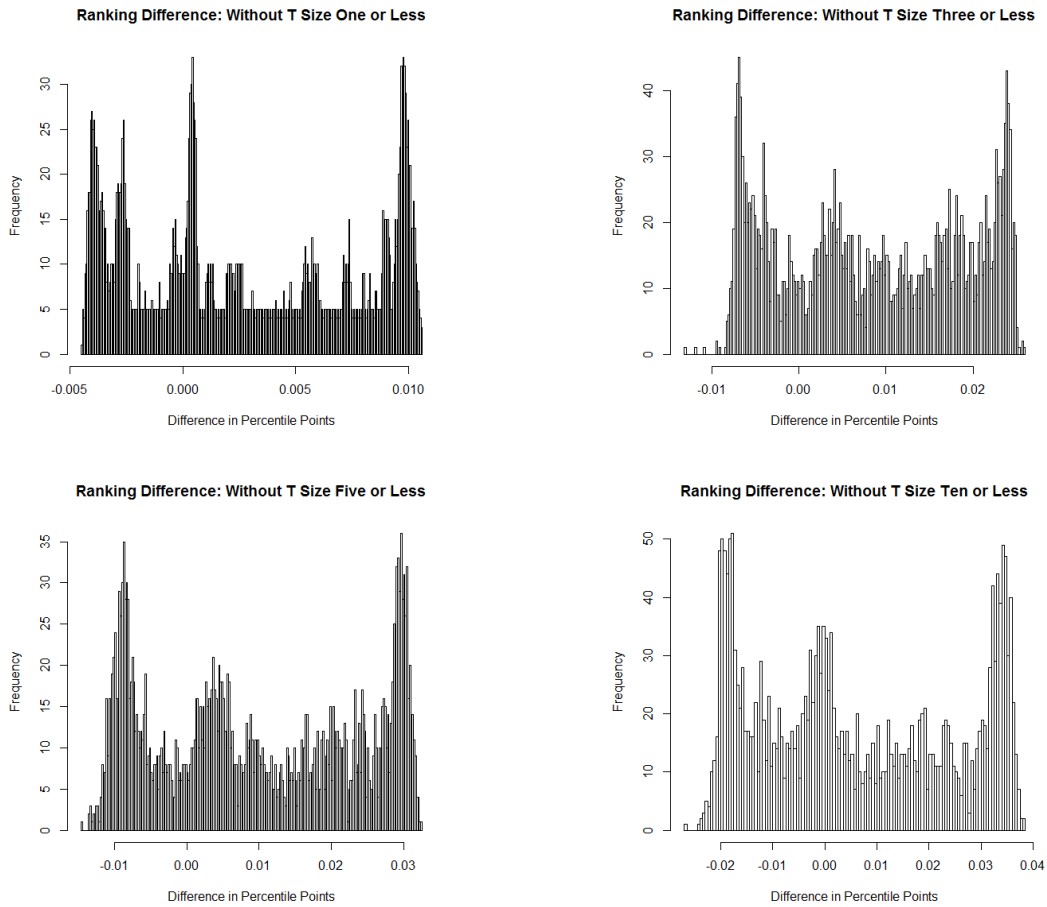 Ranking Difference: Without T Size One or Less
Frequency
0 5 10 15 20 25 30
-0.005 0.000 0.005 0.010
Difference in Percentile Points
Ranking Difference: Without T Size Three or Less
Frequency
0 10 20 30 40
-0.01 0.00 0.01 0.02
Difference in Percentile Points
Ranking Difference: Without T Size Five or Less
Frequency
0 5 10 15 20 25 30 35
-0.01 0.00 0.01 0.02 0.03
Difference in Percentile Points
Ranking Difference: Without T Size Ten or Less
Frequency
0 10 20 30 40 50
-0.02 -0.01 0.00 0.01 0.02 0.03 0.04
Difference in Percentile Points